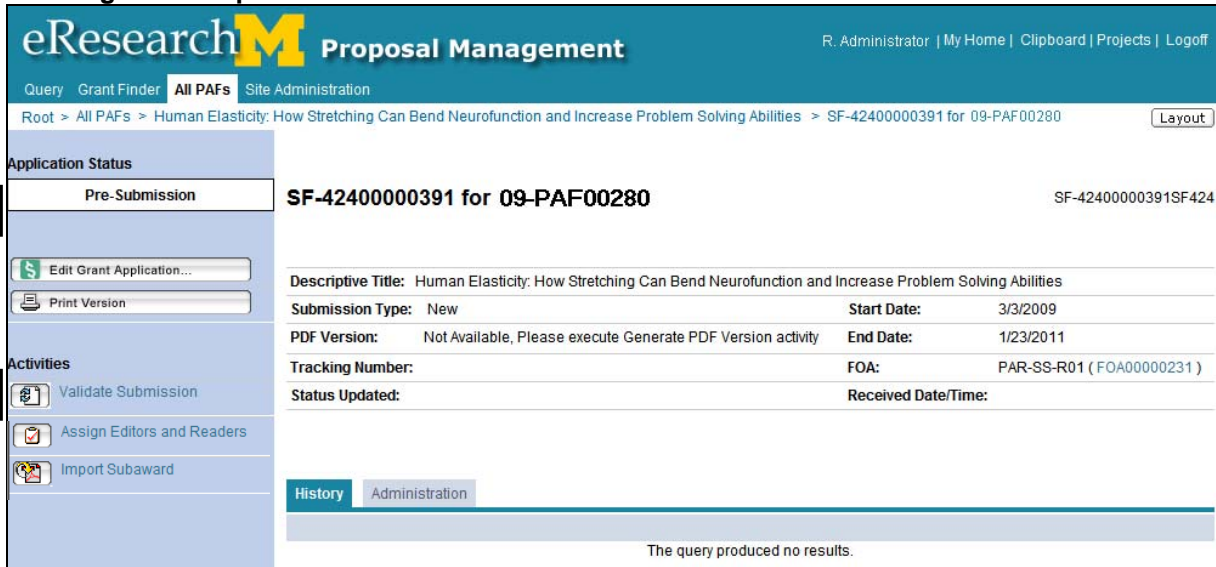 eResearch M Proposal Management
R. Administrator | My Home | Clipboard | Projects | Logoff
Query Grant Finder All PAFs Site Administration
Root > All PAFs > Human Elasticity: How Stretching Can Bend Neurofunction and Increase Problem Solving Abilities > SF-42400000391 for 09-PAF00280
Layout
Application Status
Pre-Submission
SF-42400000391 for 09-PAF00280
SF-42400000391SF424
Edit Grant Application...
Print Version
Descriptive Title: Human Elasticity: How Stretching Can Bend Neurofunction and Increase Problem Solving Abilities
Submission Type: New Start Date: 3/3/2009
PDF Version: Not Available, Please execute Generate PDF Version activity End Date: 1/23/2011
Tracking Number: FOA: PAR-SS-R01 ( FOA00000231 )
Status Updated: Received Date/Time:
Activities
Validate Submission
Assign Editors and Readers
Import Subaward
History Administration
The query produced no results.